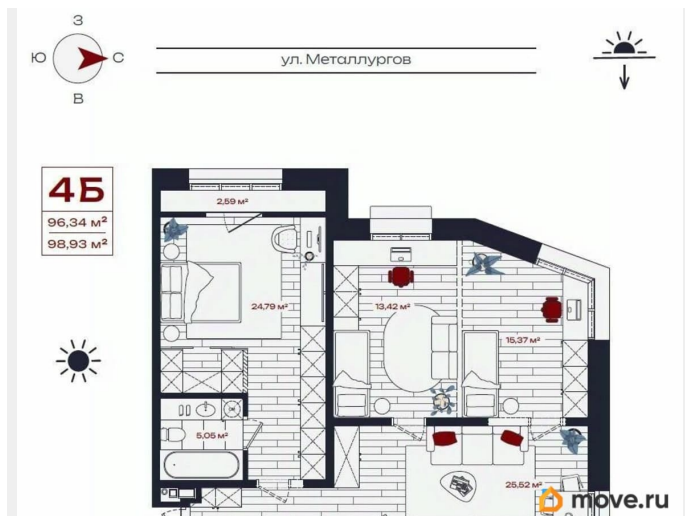 З
Ю С
В
ул. Металлургов
4Б
96,34 м²
98,93 м²
2,59 м²
24,79 м²
13,42 м²
15,37 м²
5,05 м²
25,52 м²
move.ru